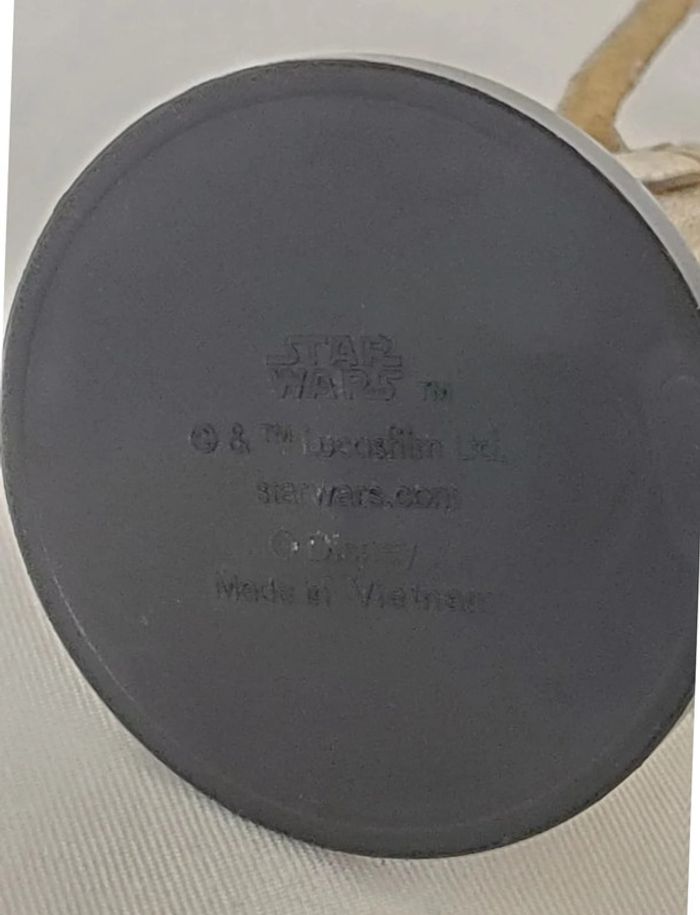 STAR
WARS ™
© & ™ Lucasfilm Ltd.
starwars.com
© Disney
Made in Vietnam